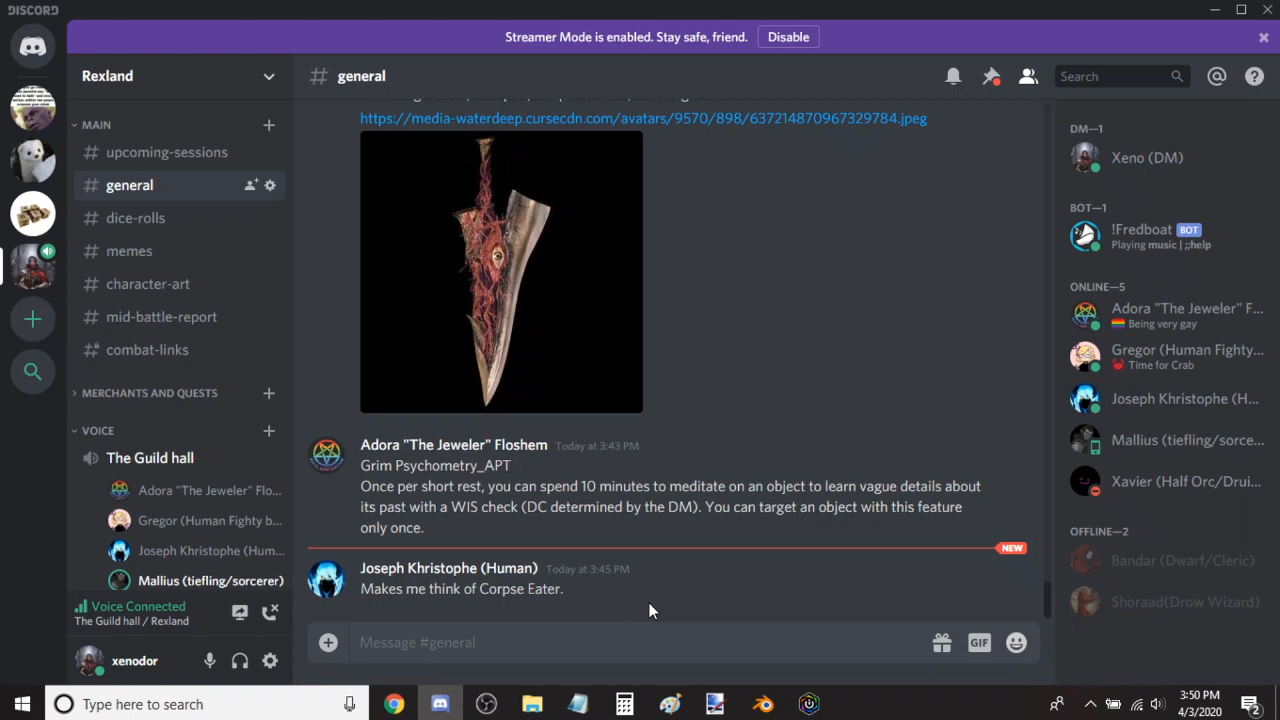 DISCORD
Streamer Mode is enabled. Stay safe, friend.
Disable
Rexland
general
Search
MAIN
upcoming-sessions
general
dice-rolls
memes
character-art
mid-battle-report
combat-links
MERCHANTS AND QUESTS
VOICE
The Guild hall
Adora "The Jeweler" Flo...
Gregor (Human Fighty b...
Joseph Khristophe (Hum...
Mallius (tiefling/sorcerer)
Voice Connected
The Guild hall / Rexland
xenodor
https://media-waterdeep.cursecdn.com/avatars/9570/898/637214870967329784.jpeg
Adora "The Jeweler" Floshem Today at 3:43 PM
Grim Psychometry_APT
Once per short rest, you can spend 10 minutes to meditate on an object to learn vague details about
its past with a WIS check (DC determined by the DM). You can target an object with this feature
only once.
NEW
Joseph Khristophe (Human) Today at 3:45 PM
Makes me think of Corpse Eater.
Message #general
GIF
DM—1
Xeno (DM)
BOT—1
!Fredboat BOT
Playing music | ;;help
ONLINE—5
Adora "The Jeweler" F...
Being very gay
Gregor (Human Fighty...
Time for Crab
Joseph Khristophe (H...
Mallius (tiefling/sorce...
Xavier (Half Orc/Drui...
OFFLINE—2
Bandar (Dwarf/Cleric)
Shoraad(Drow Wizard)
Type here to search
3:50 PM
4/3/2020
2